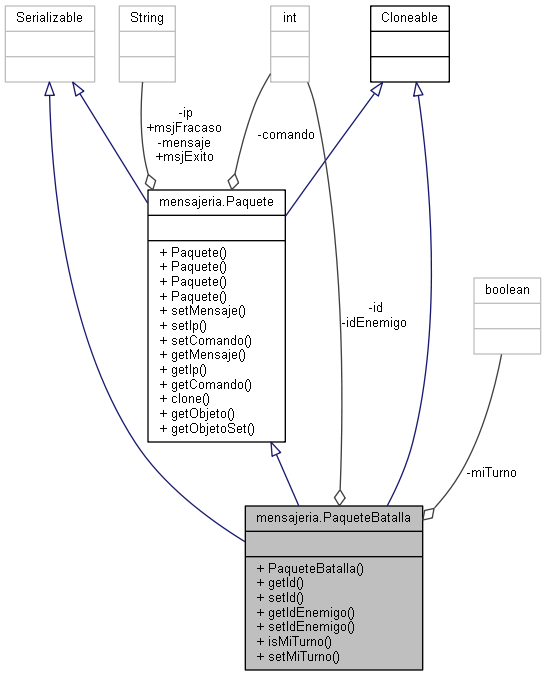 Serializable
String
int
Cloneable
-ip
+msjFracaso
-mensaje
+msjExito
-comando
mensajeria.Paquete
+ Paquete()
+ Paquete()
+ Paquete()
+ Paquete()
+ setMensaje()
+ setIp()
+ setComando()
+ getMensaje()
+ getIp()
+ getComando()
+ clone()
+ getObjeto()
+ getObjetoSet()
boolean
-id
-idEnemigo
-miTurno
mensajeria.PaqueteBatalla
+ PaqueteBatalla()
+ getId()
+ setId()
+ getIdEnemigo()
+ setIdEnemigo()
+ isMiTurno()
+ setMiTurno()